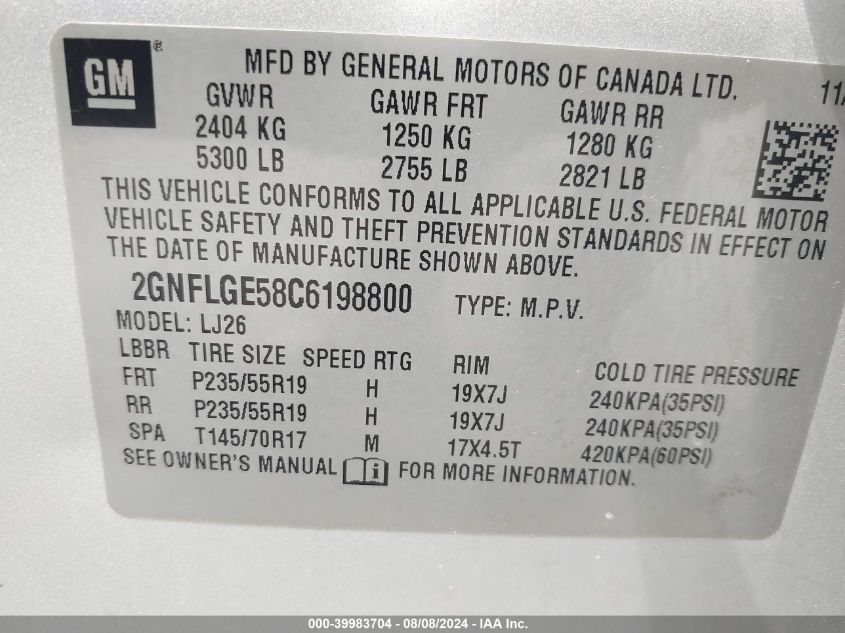 GM ®
MFD BY GENERAL MOTORS OF CANADA LTD.
11/
GVWR GAWR FRT GAWR RR
2404 KG 1250 KG 1280 KG
5300 LB 2755 LB 2821 LB
THIS VEHICLE CONFORMS TO ALL APPLICABLE U.S. FEDERAL MOTOR
VEHICLE SAFETY AND THEFT PREVENTION STANDARDS IN EFFECT ON
THE DATE OF MANUFACTURE SHOWN ABOVE.
2GNFLGE58C6198800 TYPE: M.P.V.
MODEL: LJ26
LBBR TIRE SIZE SPEED RTG RIM COLD TIRE PRESSURE
FRT P235/55R19 H 19X7J 240KPA(35PSI)
RR P235/55R19 H 19X7J 240KPA(35PSI)
SPA T145/70R17 M 17X4.5T 420KPA(60PSI)
SEE OWNER'S MANUAL i FOR MORE INFORMATION.
000-39983704 - 08/08/2024 - IAA Inc.